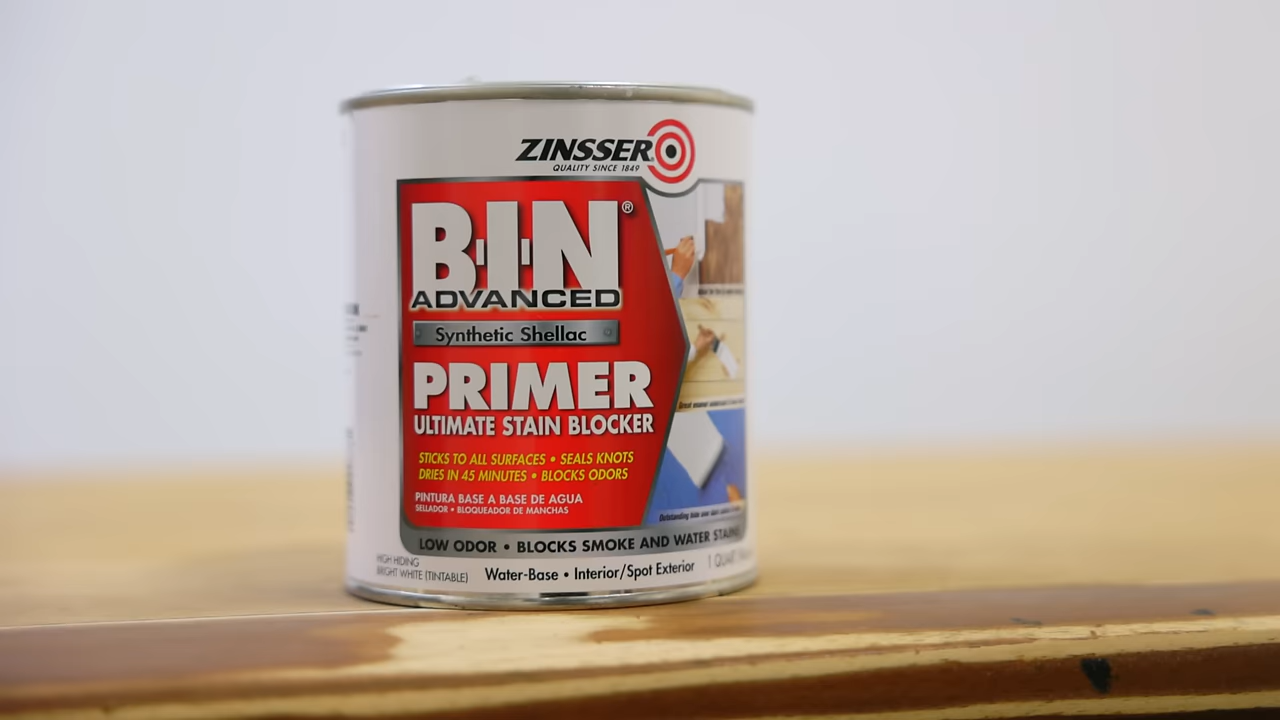 ZINSSER®
QUALITY SINCE 1849
B-I-N®
ADVANCED
Synthetic Shellac
PRIMER
ULTIMATE STAIN BLOCKER
STICKS TO ALL SURFACES • SEALS KNOTS
DRIES IN 45 MINUTES • BLOCKS ODORS
PINTURA BASE A BASE DE AGUA
SELLADOR • BLOQUEADOR DE MANCHAS
LOW ODOR • BLOCKS SMOKE AND WATER STAINS
HIGH HIDING
BRIGHT WHITE (TINTABLE)
Water-Base • Interior/Spot Exterior
1 QUART